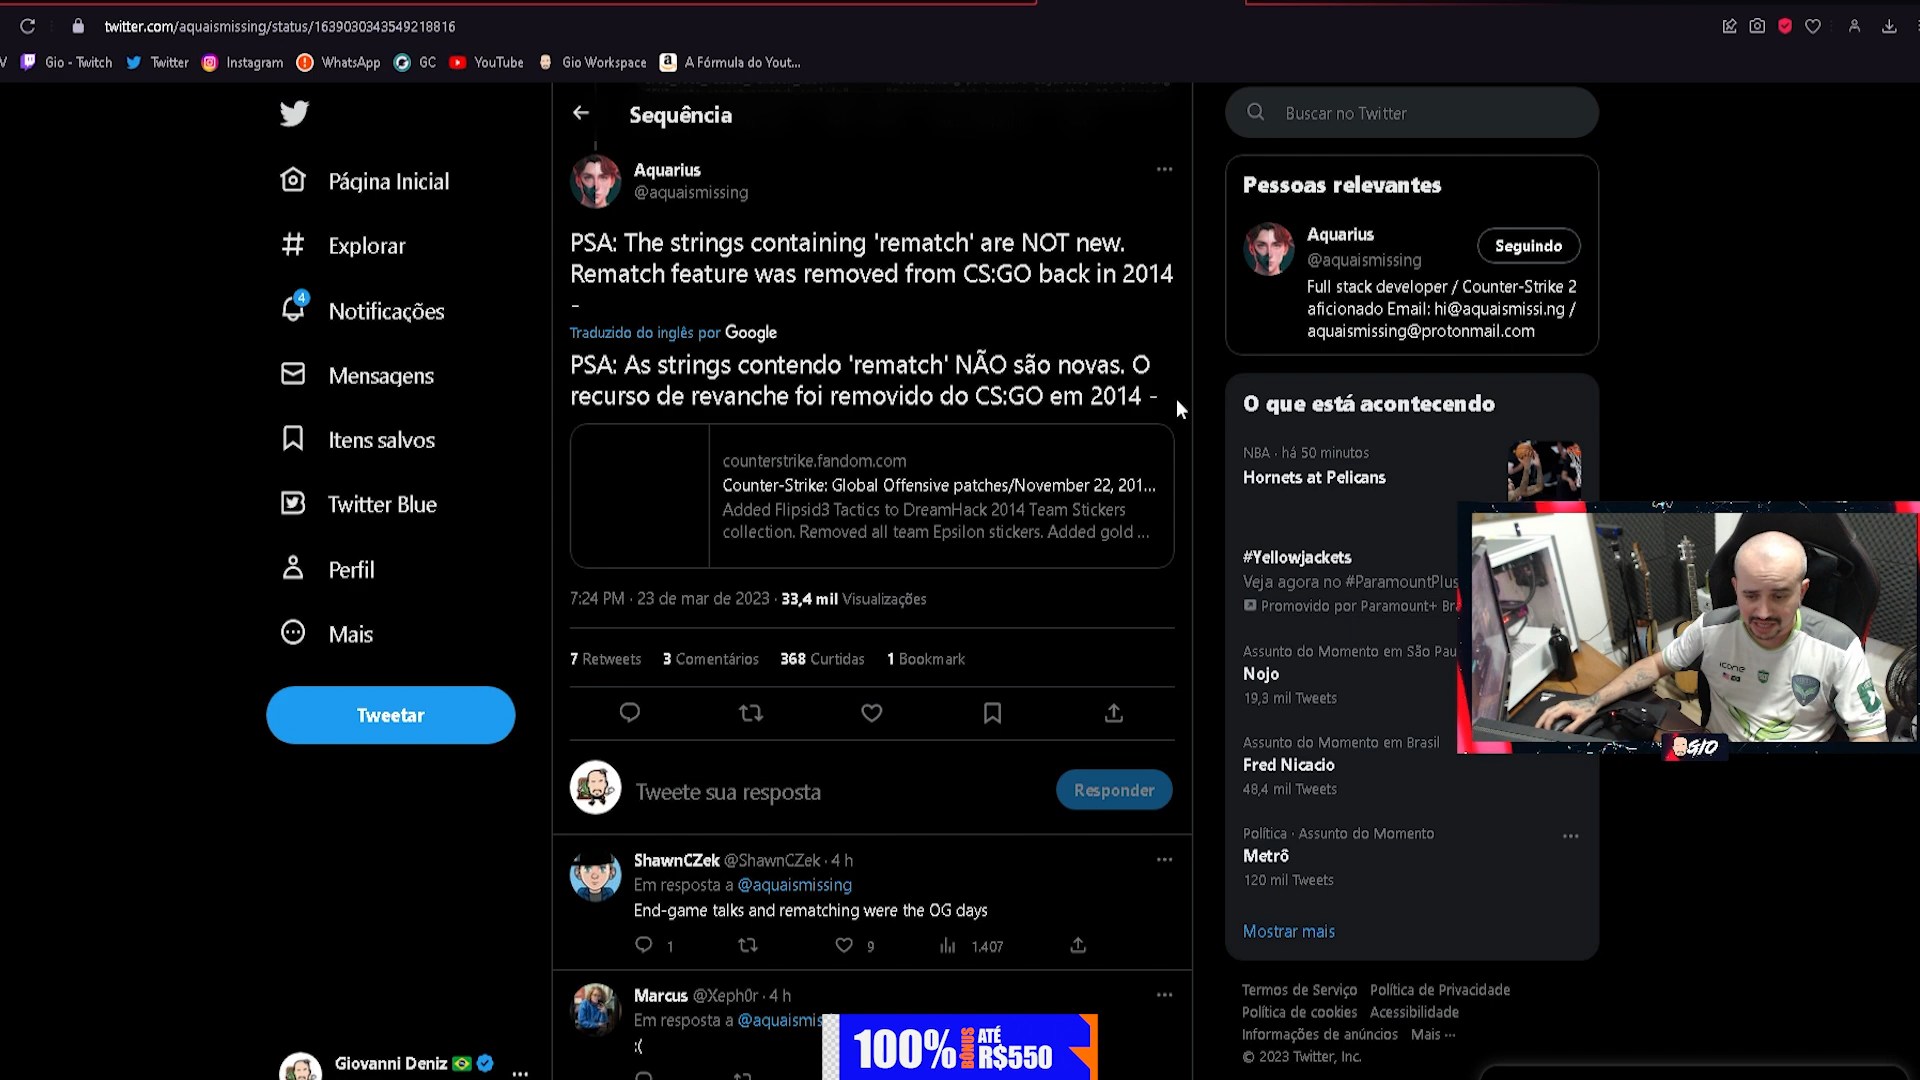 twitter.com/aquaismissing/status/1639030343549218816
V Gio - Twitch Twitter Instagram WhatsApp GC YouTube Gio Workspace A Fórmula do Yout...
Sequência
Aquarius
@aquaismissing
PSA: The strings containing 'rematch' are NOT new.
Rematch feature was removed from CS:GO back in 2014
-
Traduzido do inglês por Google
PSA: As strings contendo 'rematch' NÃO são novas. O
recurso de revanche foi removido do CS:GO em 2014 -
counterstrike.fandom.com
Counter-Strike: Global Offensive patches/November 22, 201...
Added Flipsid3 Tactics to DreamHack 2014 Team Stickers
collection. Removed all team Epsilon stickers. Added gold ...
7:24 PM · 23 de mar de 2023 · 33,4 mil Visualizações
7 Retweets 3 Comentários 368 Curtidas 1 Bookmark
Tweete sua resposta
Responder
ShawnCZek @ShawnCZek · 4 h
Em resposta a @aquaismissing
End-game talks and rematching were the OG days
1 9 1.407
Marcus @Xeph0r · 4 h
Em resposta a @aquaismis
:(
100% BÔNUS ATÉ R$550
Página Inicial
Explorar
4
Notificações
Mensagens
Itens salvos
Twitter Blue
Perfil
Mais
Tweetar
Giovanni Deniz
Buscar no Twitter
Pessoas relevantes
Aquarius
@aquaismissing
Seguindo
Full stack developer / Counter-Strike 2
aficionado Email: hi@aquaismissi.ng /
aquaismissing@protonmail.com
O que está acontecendo
NBA · há 50 minutos
Hornets at Pelicans
#Yellowjackets
Veja agora no #ParamountPlus
Promovido por Paramount+ Br
Assunto do Momento em São Pau
Nojo
19,3 mil Tweets
Assunto do Momento em Brasil
Fred Nicacio
48,4 mil Tweets
Política · Assunto do Momento
Metrô
120 mil Tweets
Mostrar mais
Termos de Serviço Política de Privacidade
Política de cookies Acessibilidade
Informações de anúncios Mais ···
© 2023 Twitter, Inc.
icone
GIO